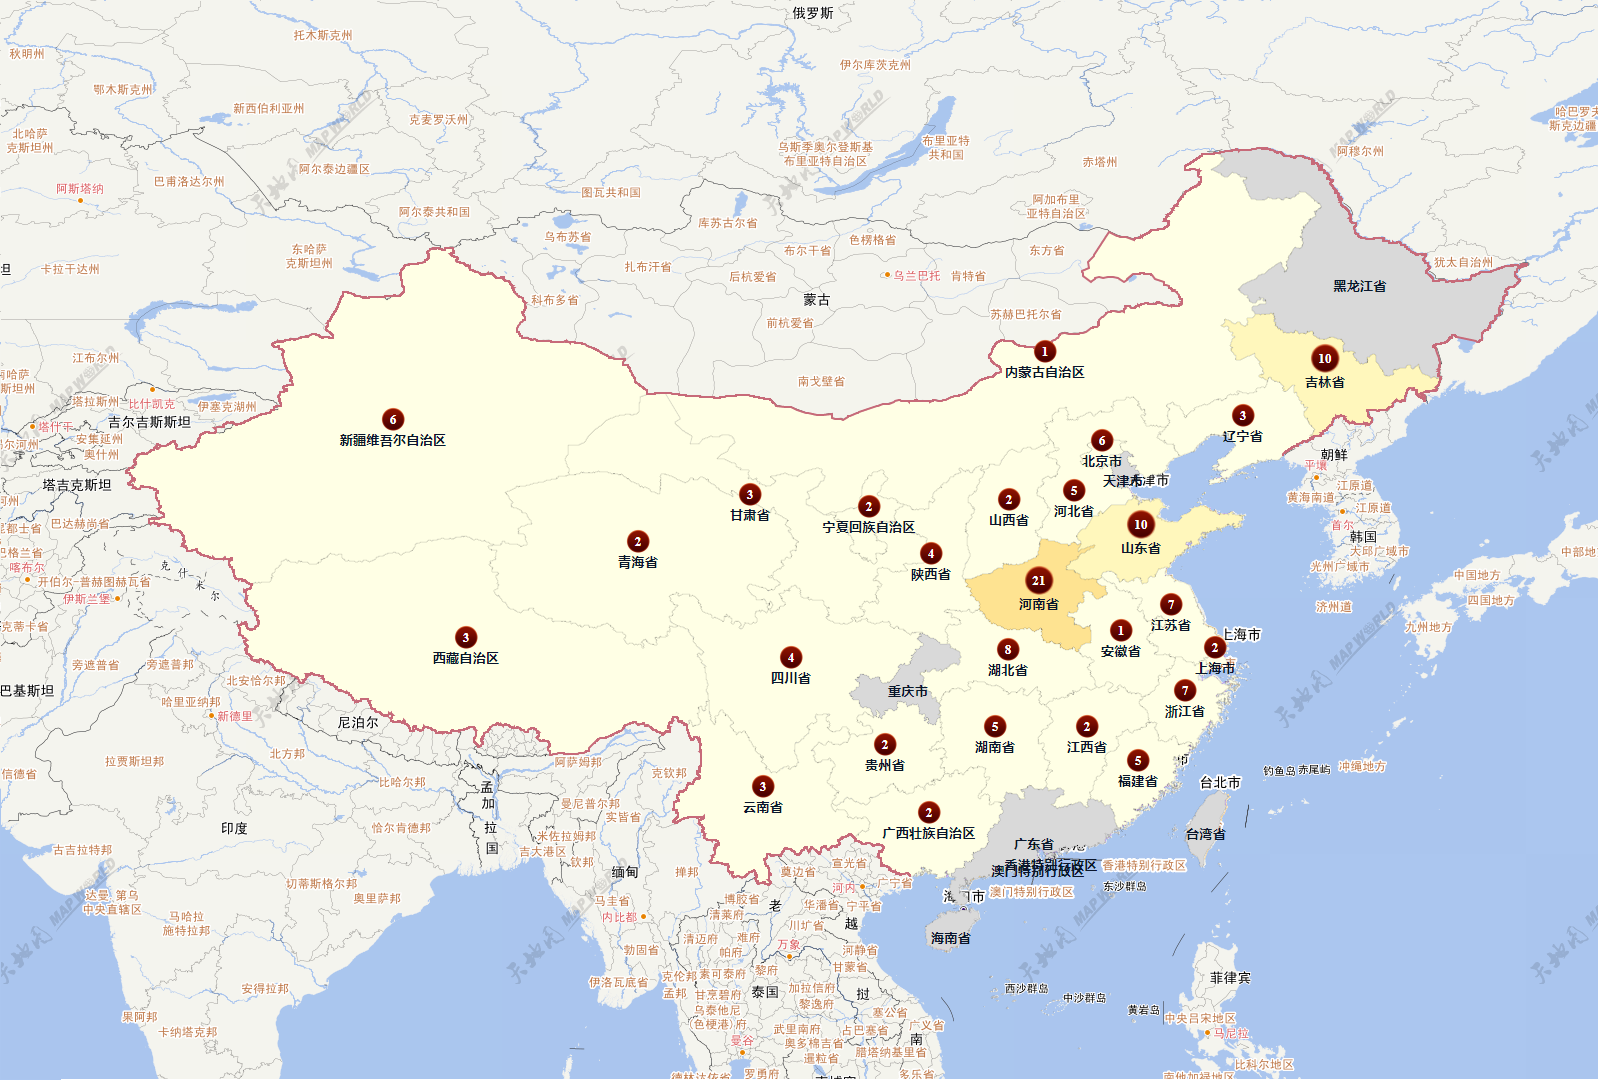 俄罗斯
托木斯克州
秋明州
伊尔库茨克州
鄂木斯克州
新西伯利亚州
克麦罗沃州
北哈萨
克斯坦州
乌斯季奥尔登斯基
布里亚特自治区
布里亚特
共和国
赤塔州
阿穆尔州
哈巴罗夫
斯克边疆
阿斯塔纳
巴甫洛达尔州
阿尔泰边疆区
图瓦共和国
阿尔泰共和国
阿加布里
亚特自治区
库苏古尔省
乌布苏省
色楞格省
布尔干省
东方省
东哈萨
克斯坦州
卡拉干达州
扎布汗省
后杭爱省
乌兰巴托
肯特省
犹太自治州
黑龙江省
科布多省
蒙古
前杭爱省
苏赫巴托尔省
1
内蒙古自治区
10
吉林省
江布尔州
南戈壁省
塔拉斯州
比什凯克
伊塞克湖州
吉尔吉斯斯坦
塔什干
安集延州
奥什州
6
新疆维吾尔自治区
3
辽宁省
6
北京市
朝鲜
平壤
塔吉克斯坦
天津市
5
河北省
2
山西省
3
甘肃省
2
宁夏回族自治区
黄海南道
江原道
江原道
首尔
韩国
大邱广域市
光州广域市
巴达赫尚省
10
山东省
2
青海省
4
陕西省
中部地
中国地方
四国地方
九州地方
济州道
喀布尔
开伯尔-普赫图赫瓦省
克什米尔
伊斯兰堡
21
河南省
7
江苏省
1
安徽省
上海市
2
上海市
3
西藏自治区
4
四川省
8
湖北省
旁遮普省
旁遮普邦
巴基斯坦
北安恰尔邦
哈里亚纳邦
新德里
尼泊尔
重庆市
7
浙江省
5
湖南省
2
江西省
2
贵州省
5
福建省
北方邦
拉贾斯坦邦
信德省
比哈尔邦
阿萨姆邦
克钦邦
孟加拉国
3
云南省
台北市
钓鱼岛
赤尾屿
冲绳地方
印度
恰尔肯德邦
曼尼普尔邦
实皆省
米佐拉姆邦
吉大港区
钦邦
2
广西壮族自治区
广东省
台湾省
古吉拉特邦
香港特别行政区
香港特别行政区
澳门特别行政区
澳门特别行政区
东沙群岛
缅甸
掸邦
宣光省
奠边省
河内
广宁省
达曼 第乌
中央直辖区
切蒂斯格尔邦
奥里萨邦
马圭省
内比都
博胶省
清莱府
老
华潘省
宁平省
马哈拉
施特拉邦
海南省
川圹省
越
勃固省
清迈府
难府
帕府
万象
河静省
甘蒙省
伊洛瓦底省
克伦邦
孟邦
素可泰府
黎府
泰国
加拉信府
黎逸府
挝
安得拉邦
甘烹碧府
西沙群岛
中沙群岛
黄岩岛
菲律宾
果阿邦
卡纳塔克邦
乌泰他尼
(色梗港)府
曼谷
武里南府
奥多棉吉省
暹粒省
占巴塞省
塞公省
广义省
腊塔纳基里省
南
中央吕宋地区
马尼拉
比科尔地区
罗勇府
多乐省
MAP WORLD